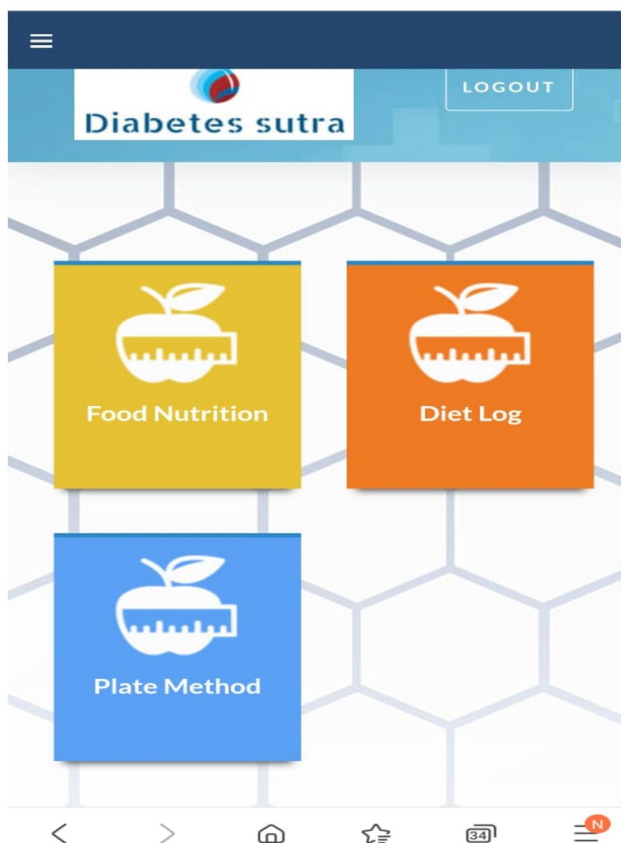 LOGOUT
Diabetes sutra
Food Nutrition
Diet Log
Plate Method
34
N